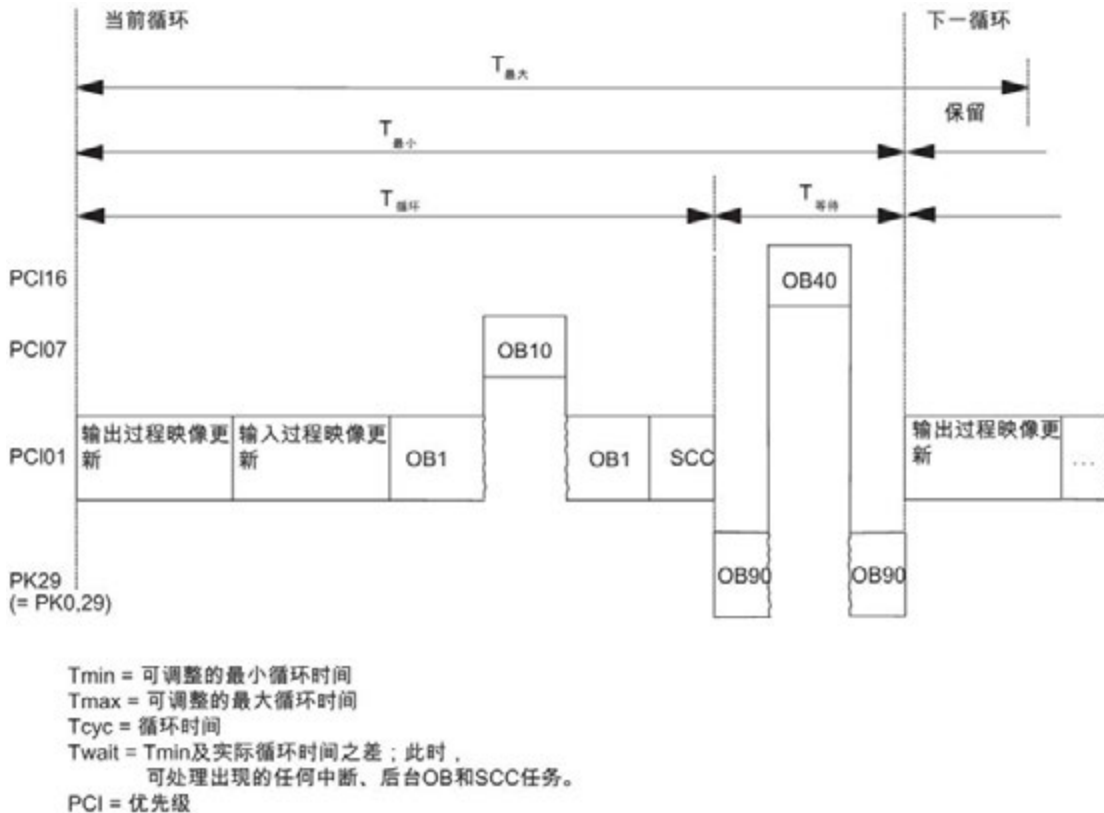 当前循环
下一循环
T最大
保留
T最小
T循环
T等待
PCI16
OB40
PCI07
OB10
PCI01
输出过程映像更
新
输入过程映像更
新
OB1
OB1
SCC
输出过程映像更
新
...
PK29
(= PK0,29)
OB90
OB90
Tmin = 可调整的最小循环时间
Tmax = 可调整的最大循环时间
Tcyc = 循环时间
Twait = Tmin及实际循环时间之差；此时，
可处理出现的任何中断、后台OB和SCC任务。
PCI = 优先级